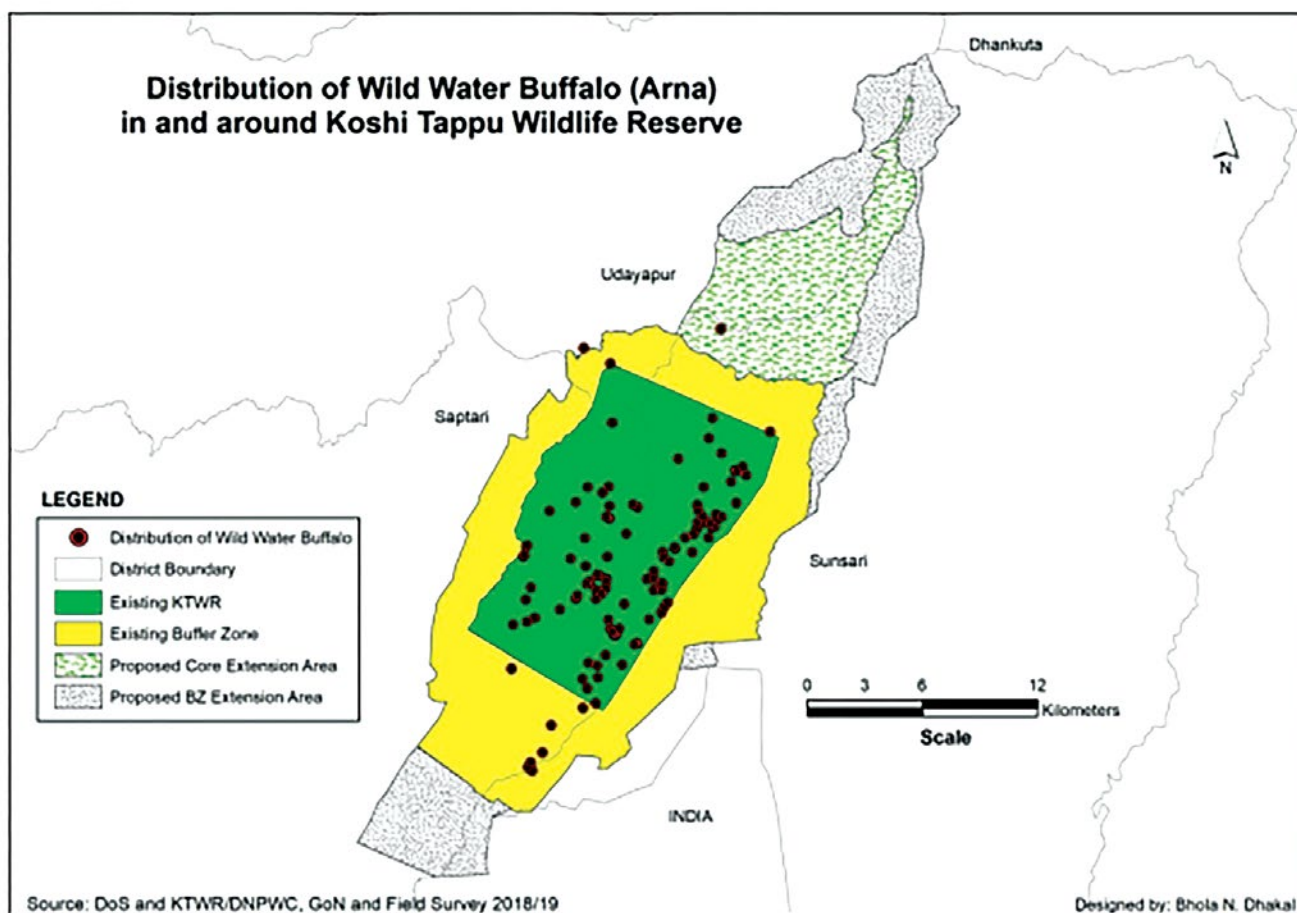 Distribution of Wild Water Buffalo (Arna)
in and around Koshi Tappu Wildlife Reserve
Dhankuta
N
Udayapur
Saptari
Sunsari
INDIA
LEGEND
Distribution of Wild Water Buffalo
District Boundary
Existing KTWR
Existing Buffer Zone
Proposed Core Extension Area
Proposed BZ Extension Area
0 3 6 12
Kilometers
Scale
Source: DoS and KTWR/DNPWC, GoN and Field Survey 2018/19
Designed by: Bhola N. Dhakal